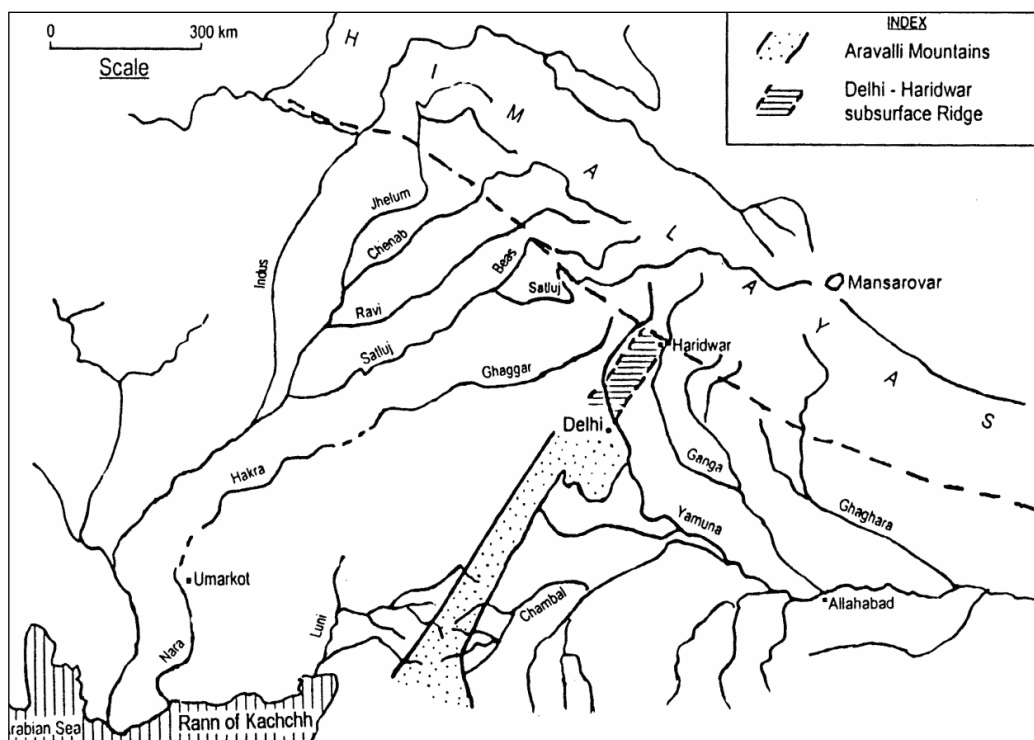 0 300 km
Scale
INDEX
Aravalli Mountains
Delhi - Haridwar
subsurface Ridge
H
I
M
A
L
A
Y
A
S
Jhelum
Chenab
Indus
Ravi
Beas
Satluj
Satluj
Mansarovar
Haridwar
Ghaggar
Delhi
Hakra
Ganga
Yamuna
Ghaghara
Umarkot
Luni
Chambal
Allahabad
Nara
rabian Sea
Rann of Kachchh